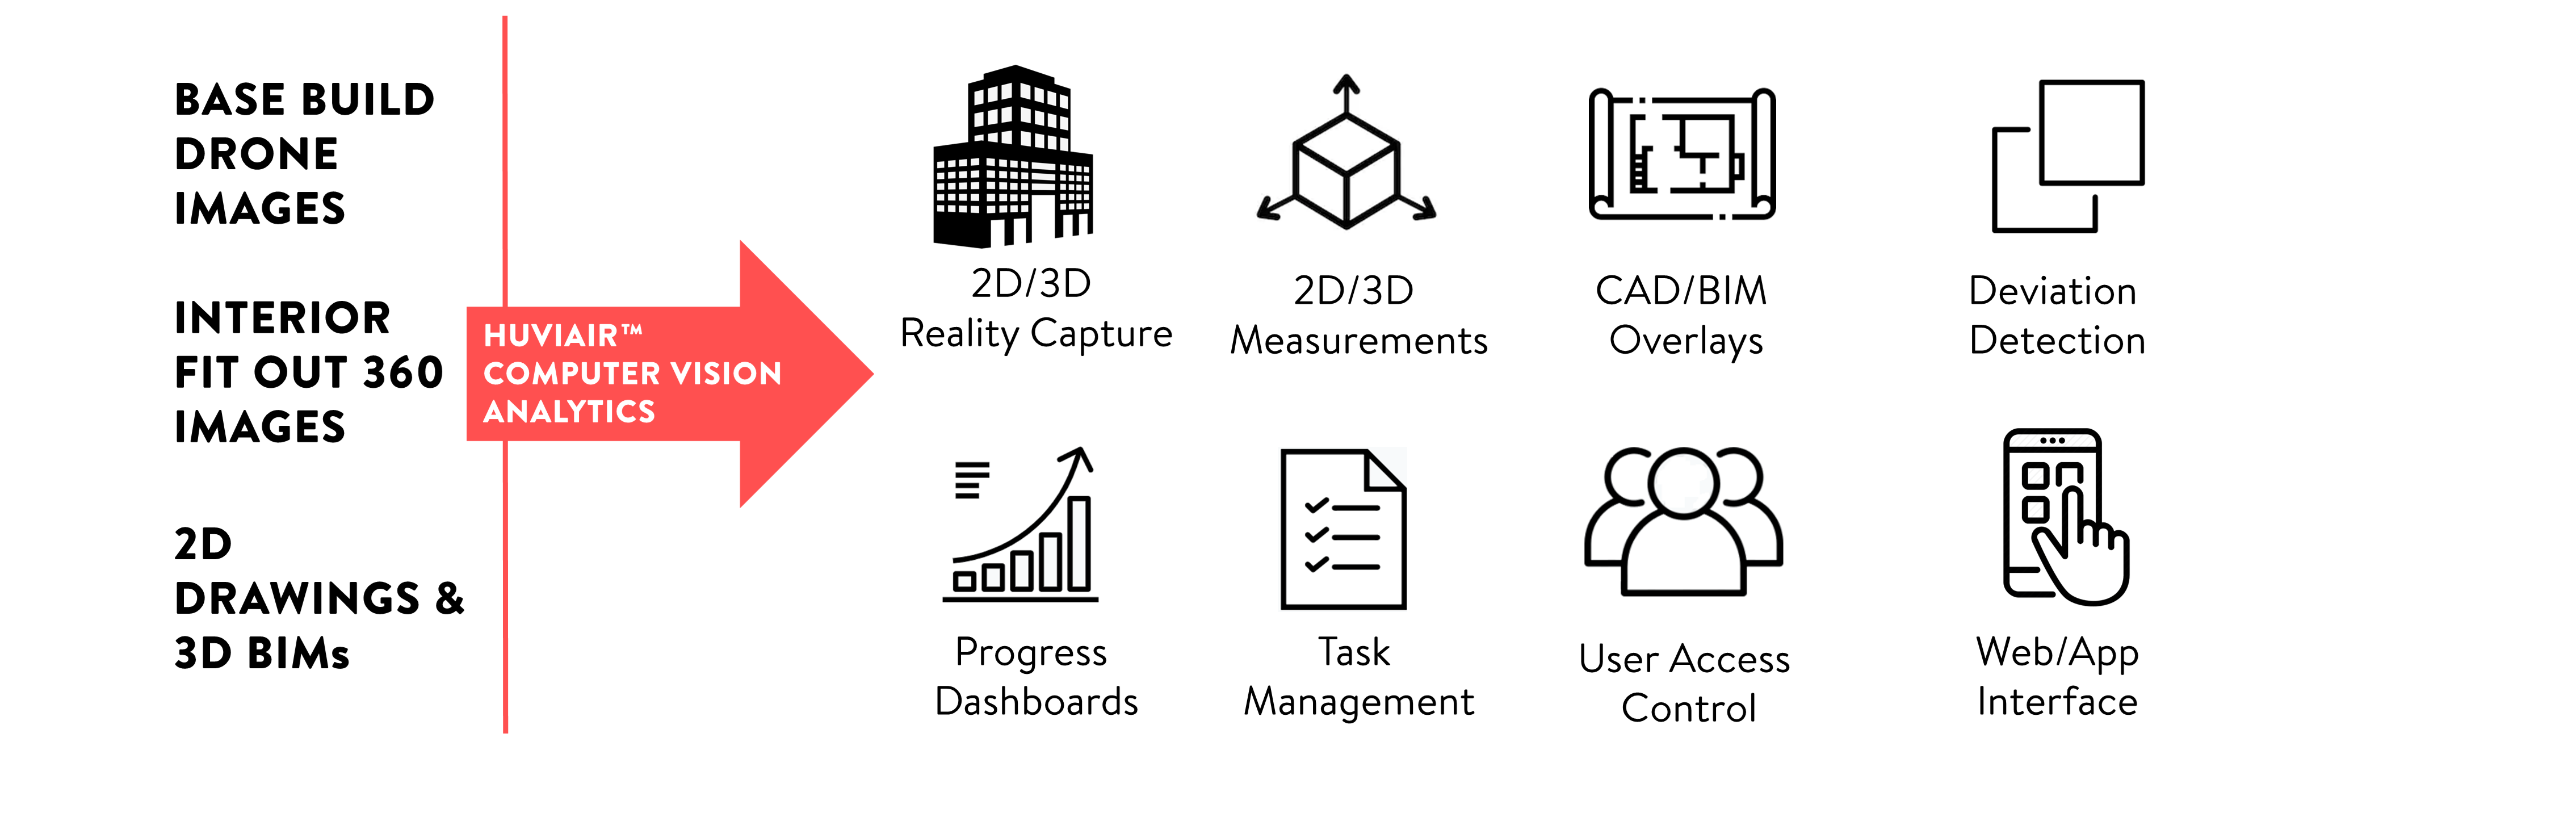 BASE BUILD
DRONE
IMAGES
INTERIOR
FIT OUT 360
IMAGES
2D
DRAWINGS &
3D BIMs
HUVIAIR™
COMPUTER VISION
ANALYTICS
2D/3D
Reality Capture
2D/3D
Measurements
CAD/BIM
Overlays
Deviation
Detection
Progress
Dashboards
Task
Management
User Access
Control
Web/App
Interface